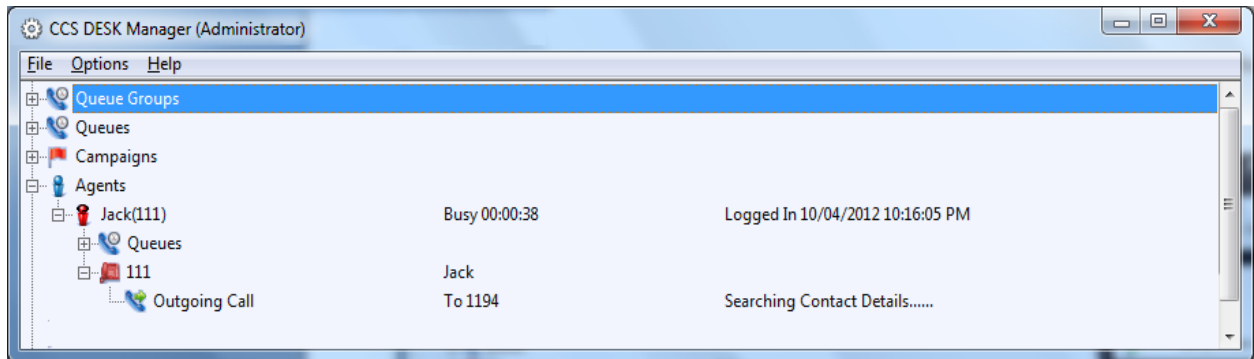 CCS DESK Manager (Administrator)
File Options Help
Queue Groups
Queues
Campaigns
Agents
Jack(111) Busy 00:00:38 Logged In 10/04/2012 10:16:05 PM
Queues
111 Jack
Outgoing Call To 1194 Searching Contact Details......